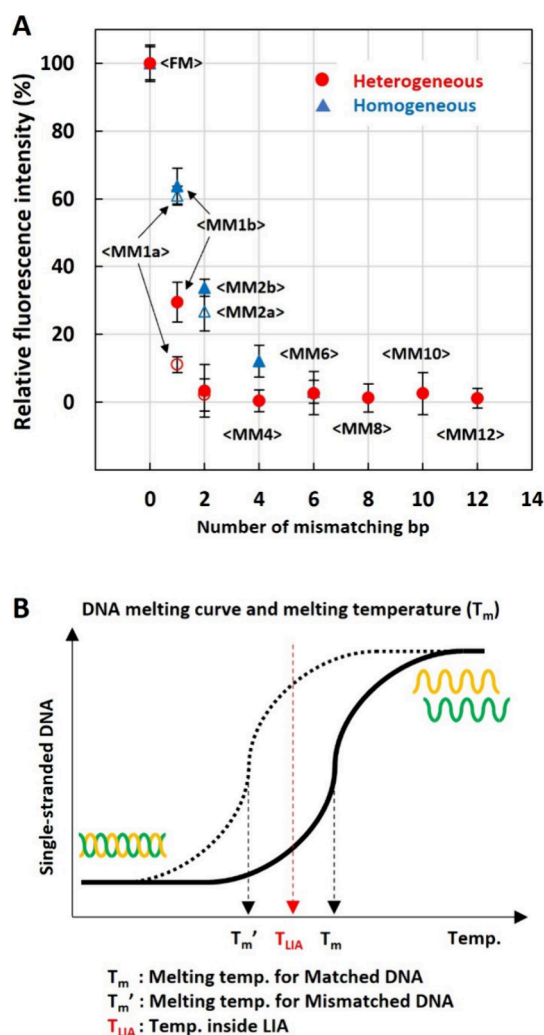 A
Relative fluorescence intensity (%)
100
80
60
40
20
0
<FM>
Heterogeneous
Homogeneous
<MM1b>
<MM1a>
<MM2b>
<MM2a>
<MM6>
<MM10>
<MM4>
<MM8>
<MM12>
0 2 4 6 8 10 12 14
Number of mismatching bp
B
DNA melting curve and melting temperature (Tm)
Single-stranded DNA
Tm' TLIA Tm Temp.
Tm : Melting temp. for Matched DNA
Tm' : Melting temp. for Mismatched DNA
TLIA : Temp. inside LIA